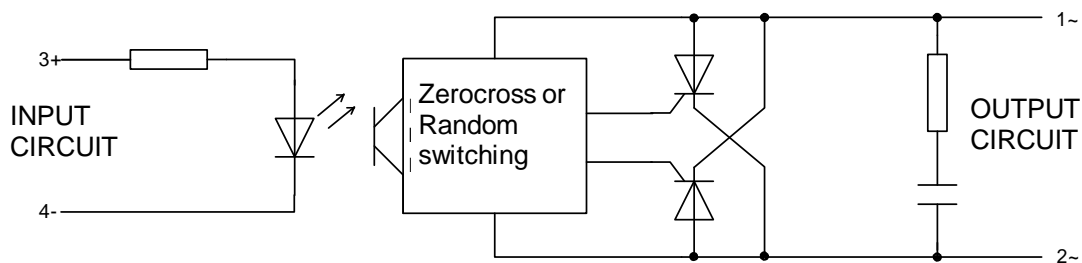 1~
3+
INPUT
CIRCUIT
4-
Zerocross or
Random
switching
OUTPUT
CIRCUIT
2~